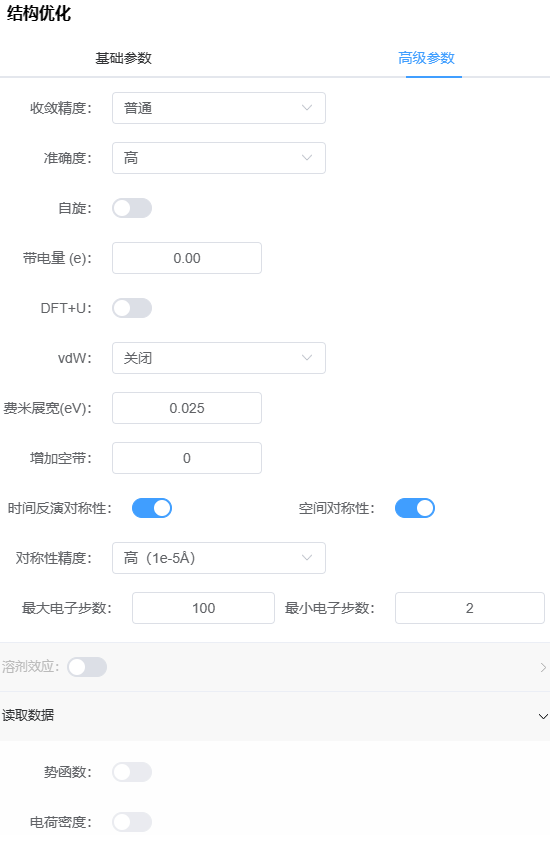 结构优化
基础参数 高级参数
收敛精度： 普通
准确度： 高
自旋：
带电量 (e)： 0.00
DFT+U：
vdW： 关闭
费米展宽(eV)： 0.025
增加空带： 0
时间反演对称性： 空间对称性：
对称性精度： 高（1e-5Å）
最大电子步数： 100 最小电子步数： 2
溶剂效应：
读取数据
势函数：
电荷密度：